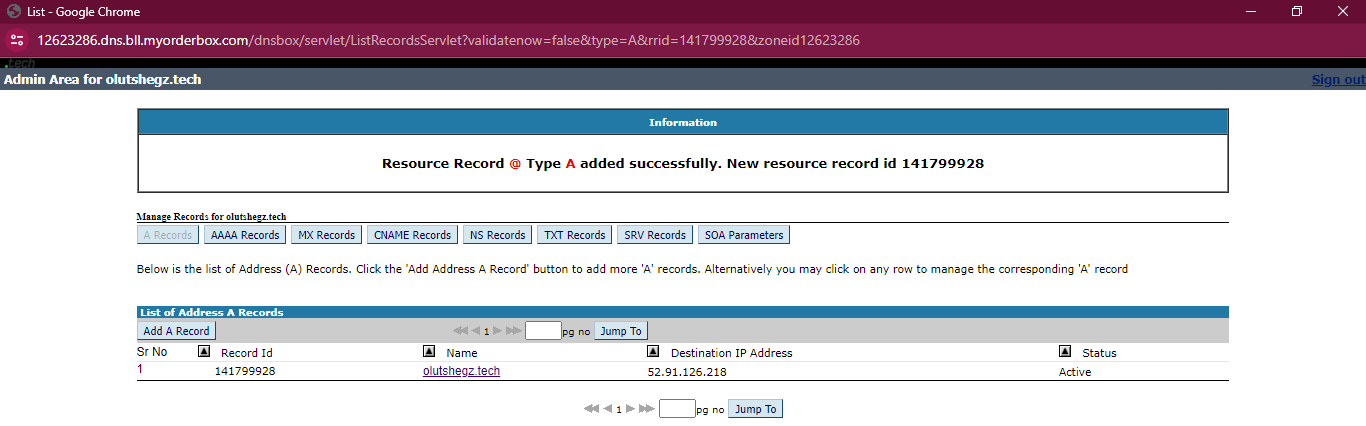 List - Google Chrome
12623286.dns.bll.myorderbox.com/dnsbox/servlet/ListRecordsServlet?validatenow=false&type=A&rrid=141799928&zoneid12623286
.tech
Admin Area for olutshegz.tech Sign out
Information
Resource Record @ Type A added successfully. New resource record id 141799928
Manage Records for olutshegz.tech
A Records AAAA Records MX Records CNAME Records NS Records TXT Records SRV Records SOA Parameters
Below is the list of Address (A) Records. Click the 'Add Address A Record' button to add more 'A' records. Alternatively you may click on any row to manage the corresponding 'A' record
List of Address A Records
Add A Record 1 pg no Jump To
Sr No Record Id Name Destination IP Address Status
1 141799928 olutshegz.tech 52.91.126.218 Active
1 pg no Jump To